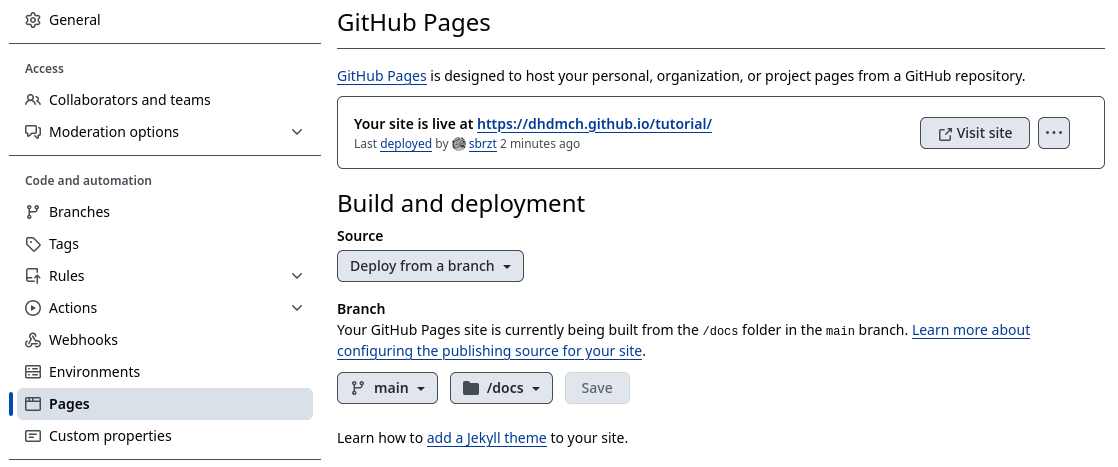 General
Access
Collaborators and teams
Moderation options
Code and automation
Branches
Tags
Rules
Actions
Webhooks
Environments
Pages
Custom properties
GitHub Pages
GitHub Pages is designed to host your personal, organization, or project pages from a GitHub repository.
Your site is live at https://dhdmch.github.io/tutorial/
Last deployed by sbrzt 2 minutes ago
Visit site
Build and deployment
Source
Deploy from a branch
Branch
Your GitHub Pages site is currently being built from the /docs folder in the main branch. Learn more about
configuring the publishing source for your site.
main /docs Save
Learn how to add a Jekyll theme to your site.